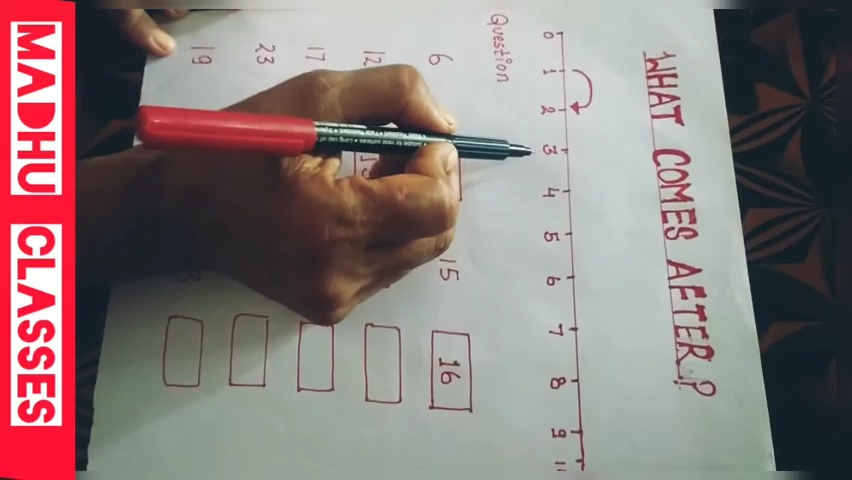 MADHU CLASSES
WHAT COMES AFTER?
0 1 2 3 4 5 6 7 8 9
Question
6 15 16
12
17
23
19